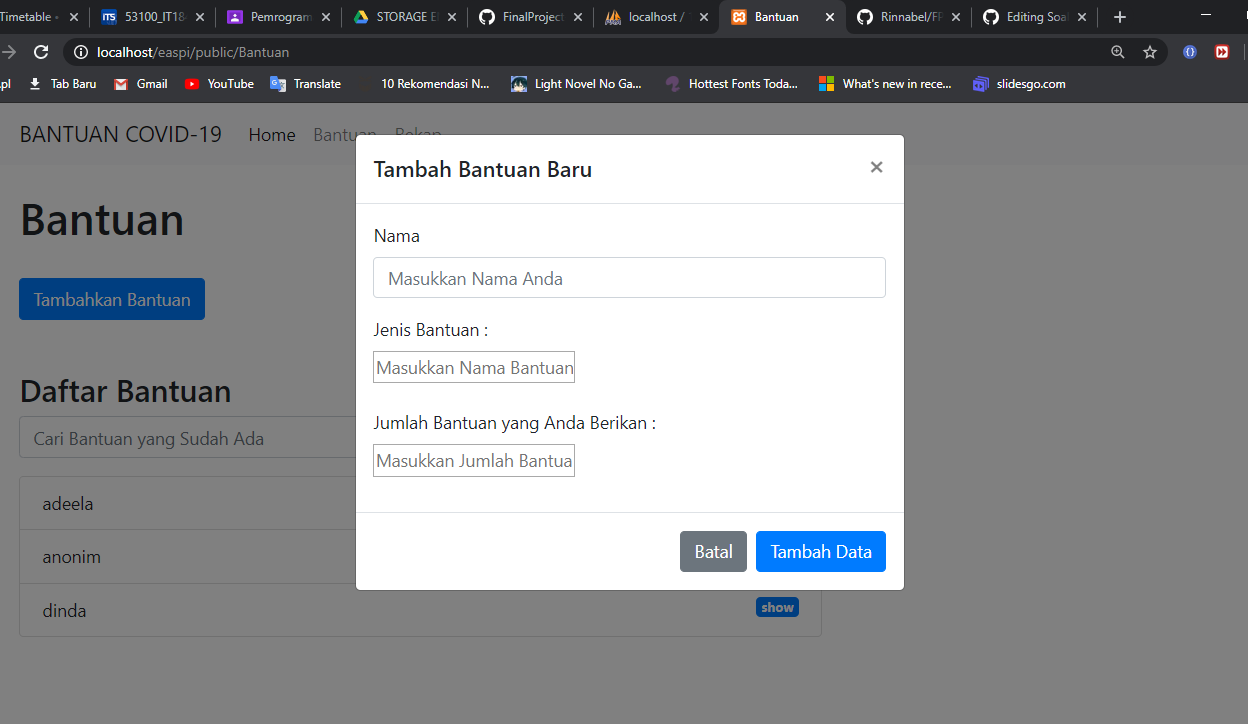 Timetable •
53100_IT18
Pemrogram
STORAGE E
FinalProject
localhost /
Bantuan
Rinnabel/FP
Editing Soal
localhost/easpi/public/Bantuan
pl
Tab Baru
Gmail
YouTube
Translate
10 Rekomendasi N...
Light Novel No Ga...
Hottest Fonts Toda...
What's new in rece...
slidesgo.com
BANTUAN COVID-19
Home
Bantuan
Rekap
Bantuan
Tambahkan Bantuan
Daftar Bantuan
Cari Bantuan yang Sudah Ada
adeela
anonim
dinda
show
Tambah Bantuan Baru
×
Nama
Masukkan Nama Anda
Jenis Bantuan :
Masukkan Nama Bantuan
Jumlah Bantuan yang Anda Berikan :
Masukkan Jumlah Bantua
Batal
Tambah Data